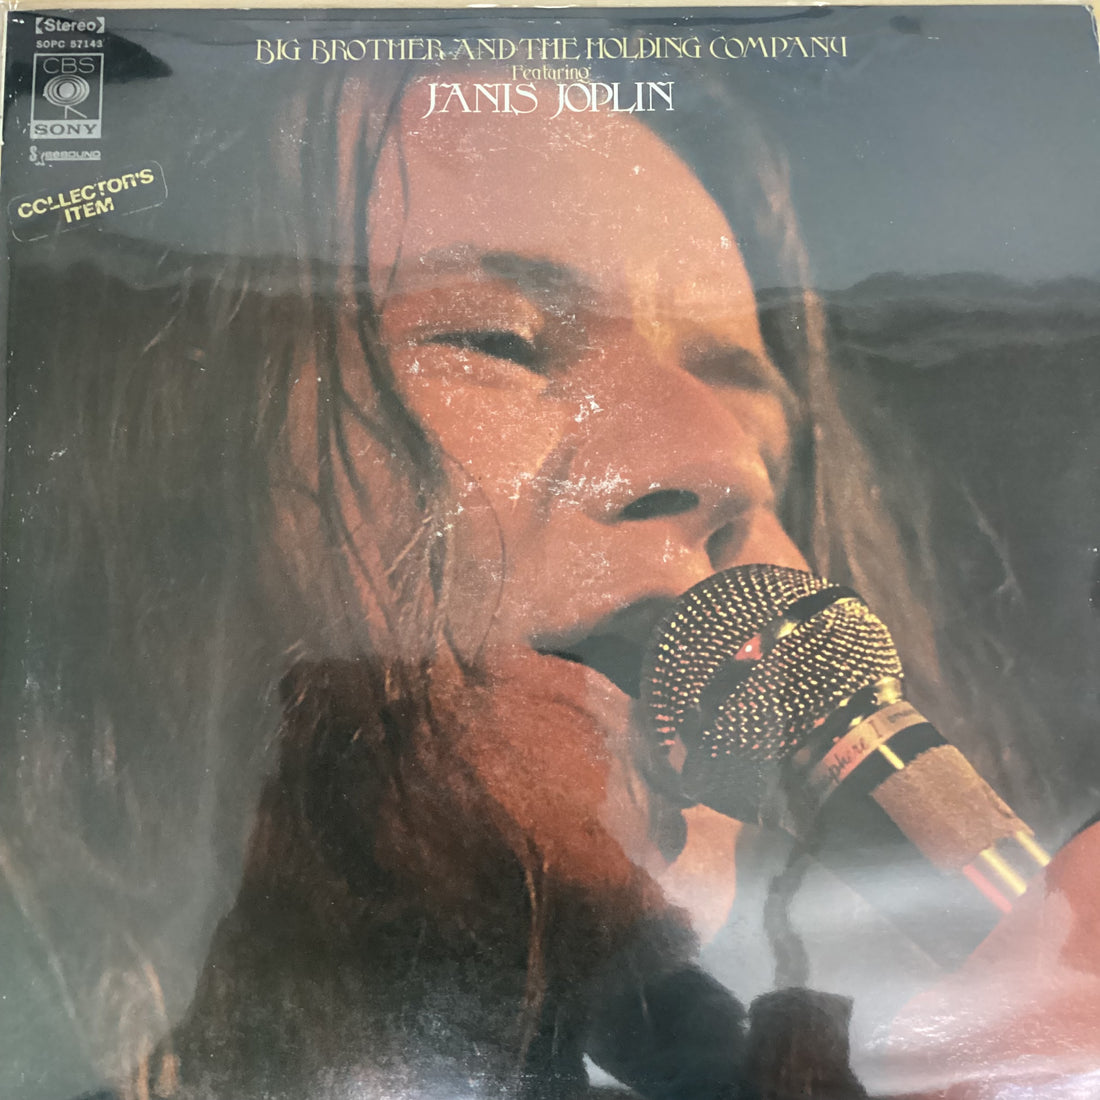 【Stereo】
SOPC 57143
CBS
SONY
BIG BROTHER AND THE HOLDING COMPANY
Featuring
JANIS JOPLIN
COLLECTOR'S
ITEM